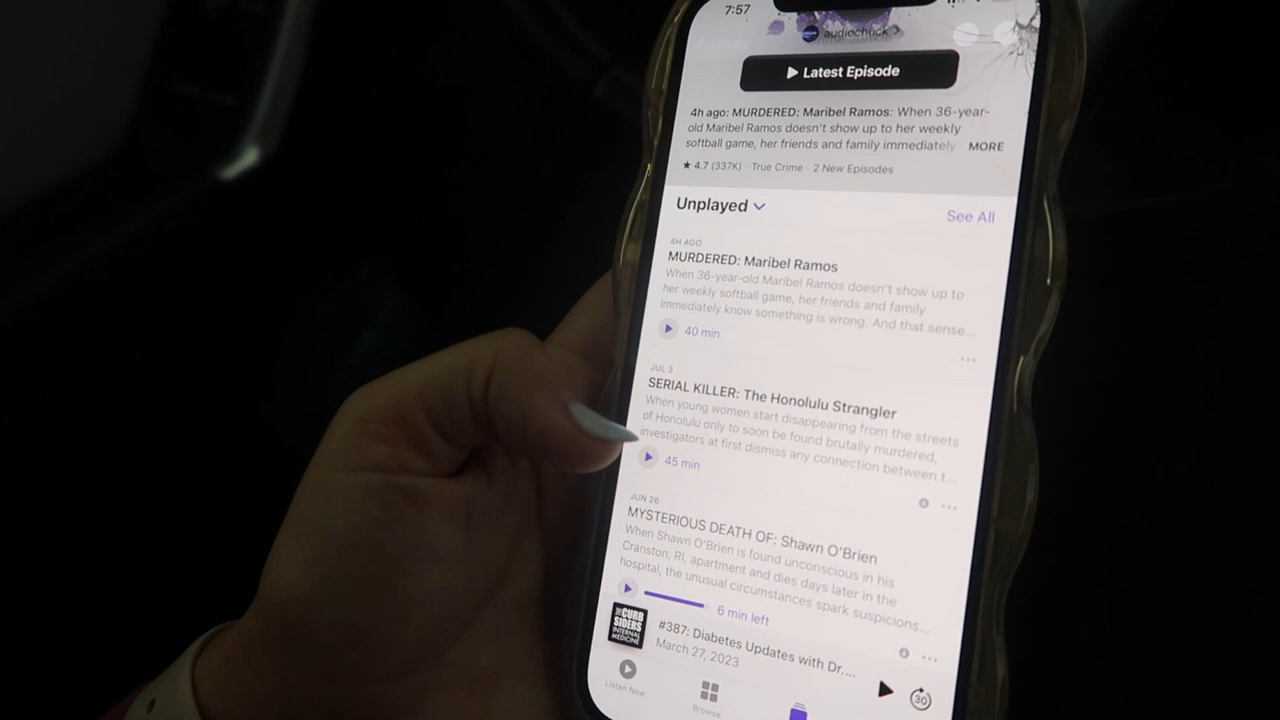 7:57
audiochuck >
Latest Episode
4h ago: MURDERED: Maribel Ramos: When 36-year-
old Maribel Ramos doesn't show up to her weekly
softball game, her friends and family immediately MORE
★ 4.7 (337K) · True Crime · 2 New Episodes
Unplayed See All
4H AGO
MURDERED: Maribel Ramos
When 36-year-old Maribel Ramos doesn't show up to
her weekly softball game, her friends and family
immediately know something is wrong. And that sense...
40 min
JUL 3
SERIAL KILLER: The Honolulu Strangler
When young women start disappearing from the streets
of Honolulu only to soon be found brutally murdered,
investigators at first dismiss any connection between t...
45 min
JUN 26
MYSTERIOUS DEATH OF: Shawn O'Brien
When Shawn O'Brien is found unconscious in his
Cranston, RI, apartment and dies days later in the
hospital, the unusual circumstances spark suspicions...
6 min left
THE CURB
SIDERS
INTERNAL
MEDICINE
#387: Diabetes Updates with Dr....
March 27, 2023
30
Listen Now
Browse